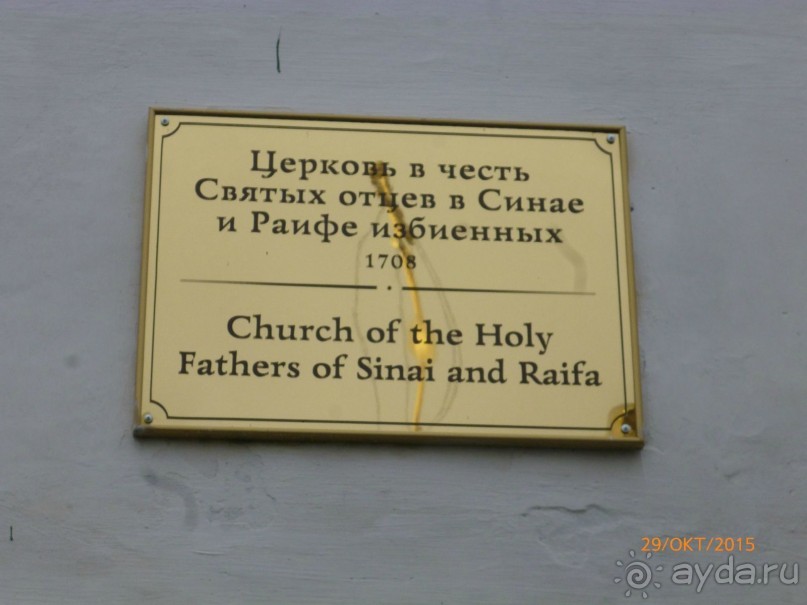 Церковь в честь
Святых отцев в Синае
и Раифе избиенных
1708
Church of the Holy
Fathers of Sinai and Raifa
29/ОКТ/2015
ayda.ru